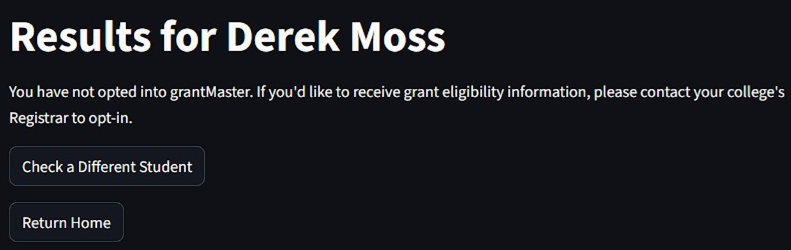 Results for Derek Moss
You have not opted into grantMaster. If you'd like to receive grant eligibility information, please contact your college's
Registrar to opt-in.
Check a Different Student
Return Home